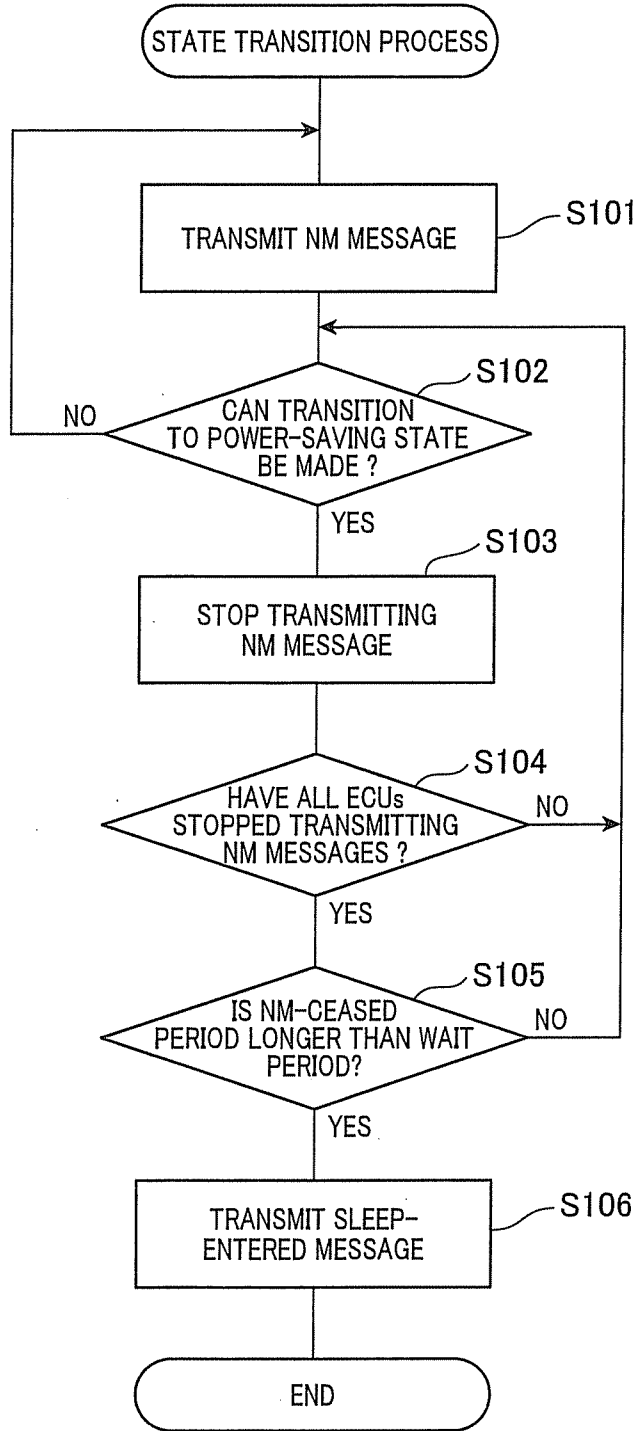 STATE TRANSITION PROCESS
TRANSMIT NM MESSAGE
S101
S102
CAN TRANSITION
TO POWER-SAVING STATE
BE MADE ?
NO
YES
S103
STOP TRANSMITTING
NM MESSAGE
S104
HAVE ALL ECUs
STOPPED TRANSMITTING
NM MESSAGES ?
NO
YES
S105
IS NM-CEASED
PERIOD LONGER THAN WAIT
PERIOD?
NO
YES
S106
TRANSMIT SLEEP-
ENTERED MESSAGE
END